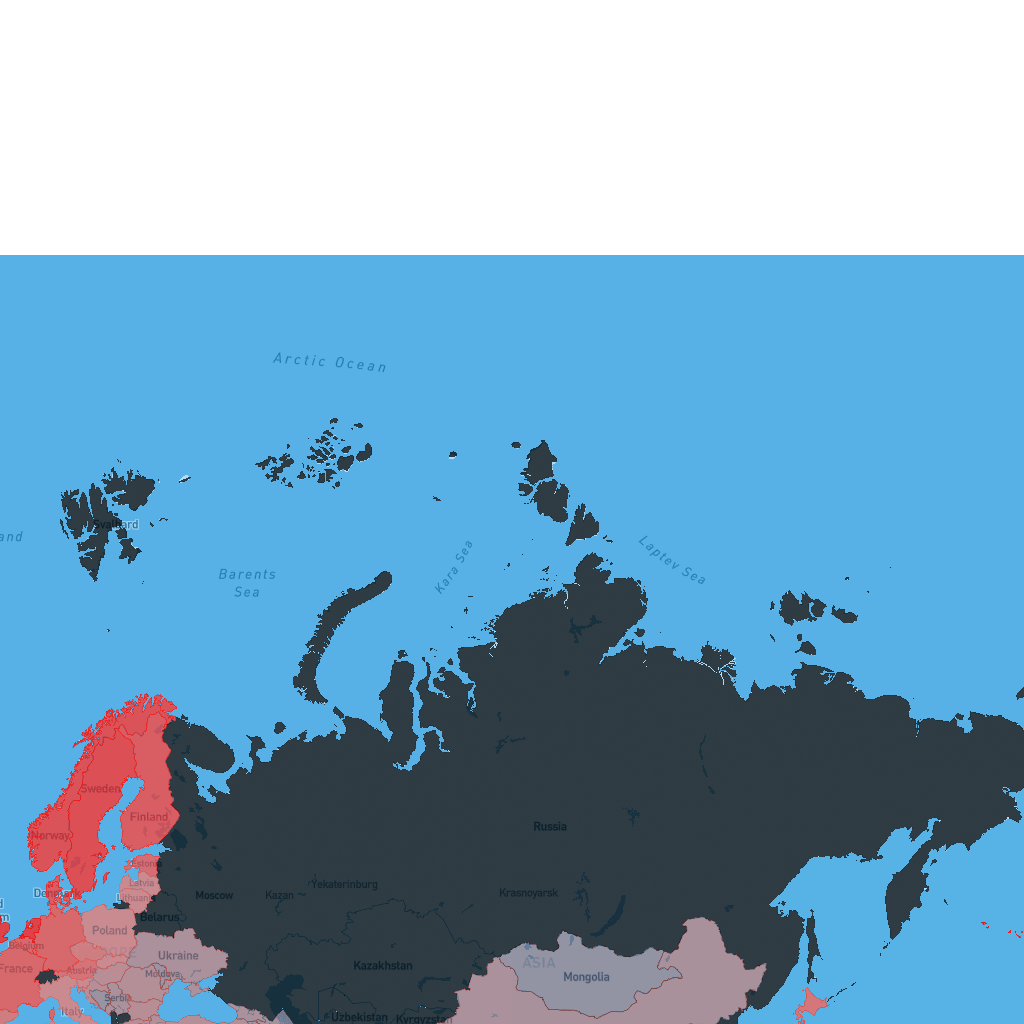 Arctic Ocean
Svalbard
and
Kara Sea
Laptev Sea
Barents
Sea
Sweden
Finland
Russia
Norway
Estonia
Latvia
Yekaterinburg
Denmark
Moscow
Kazan
Krasnoyarsk
Lithuania
Belarus
d
m
Poland
Belgium
Ukraine
ASIA
Kazakhstan
France
Austria
Moldova
Mongolia
Serbia
Italy
Uzbekistan
Kyrgyzstan